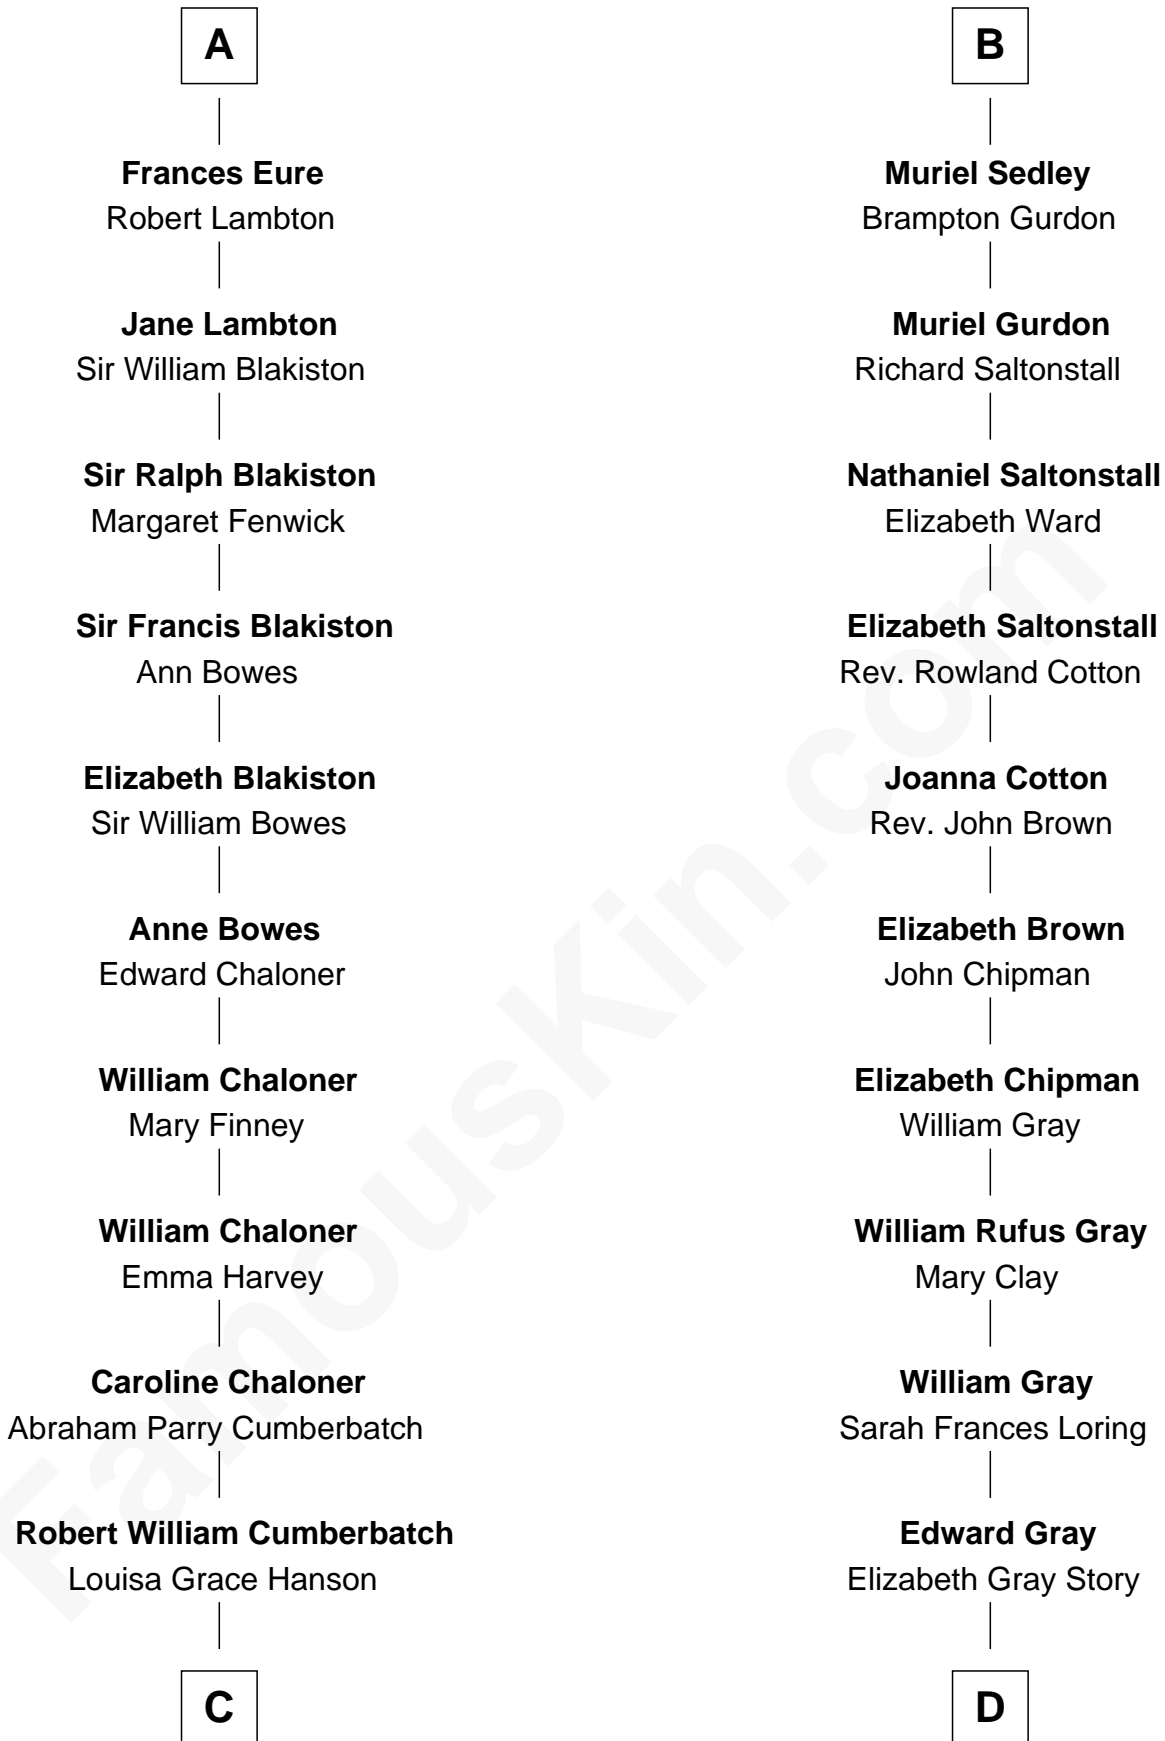 A
Frances Eure
Robert Lambton
Jane Lambton
Sir William Blakiston
Sir Ralph Blakiston
Margaret Fenwick
Sir Francis Blakiston
Ann Bowes
Elizabeth Blakiston
Sir William Bowes
Anne Bowes
Edward Chaloner
William Chaloner
Mary Finney
William Chaloner
Emma Harvey
Caroline Chaloner
Abraham Parry Cumberbatch
Robert William Cumberbatch
Louisa Grace Hanson
C
B
Muriel Sedley
Brampton Gurdon
Muriel Gurdon
Richard Saltonstall
Nathaniel Saltonstall
Elizabeth Ward
Elizabeth Saltonstall
Rev. Rowland Cotton
Joanna Cotton
Rev. John Brown
Elizabeth Brown
John Chipman
Elizabeth Chipman
William Gray
William Rufus Gray
Mary Clay
William Gray
Sarah Frances Loring
Edward Gray
Elizabeth Gray Story
D
FamousKin.com